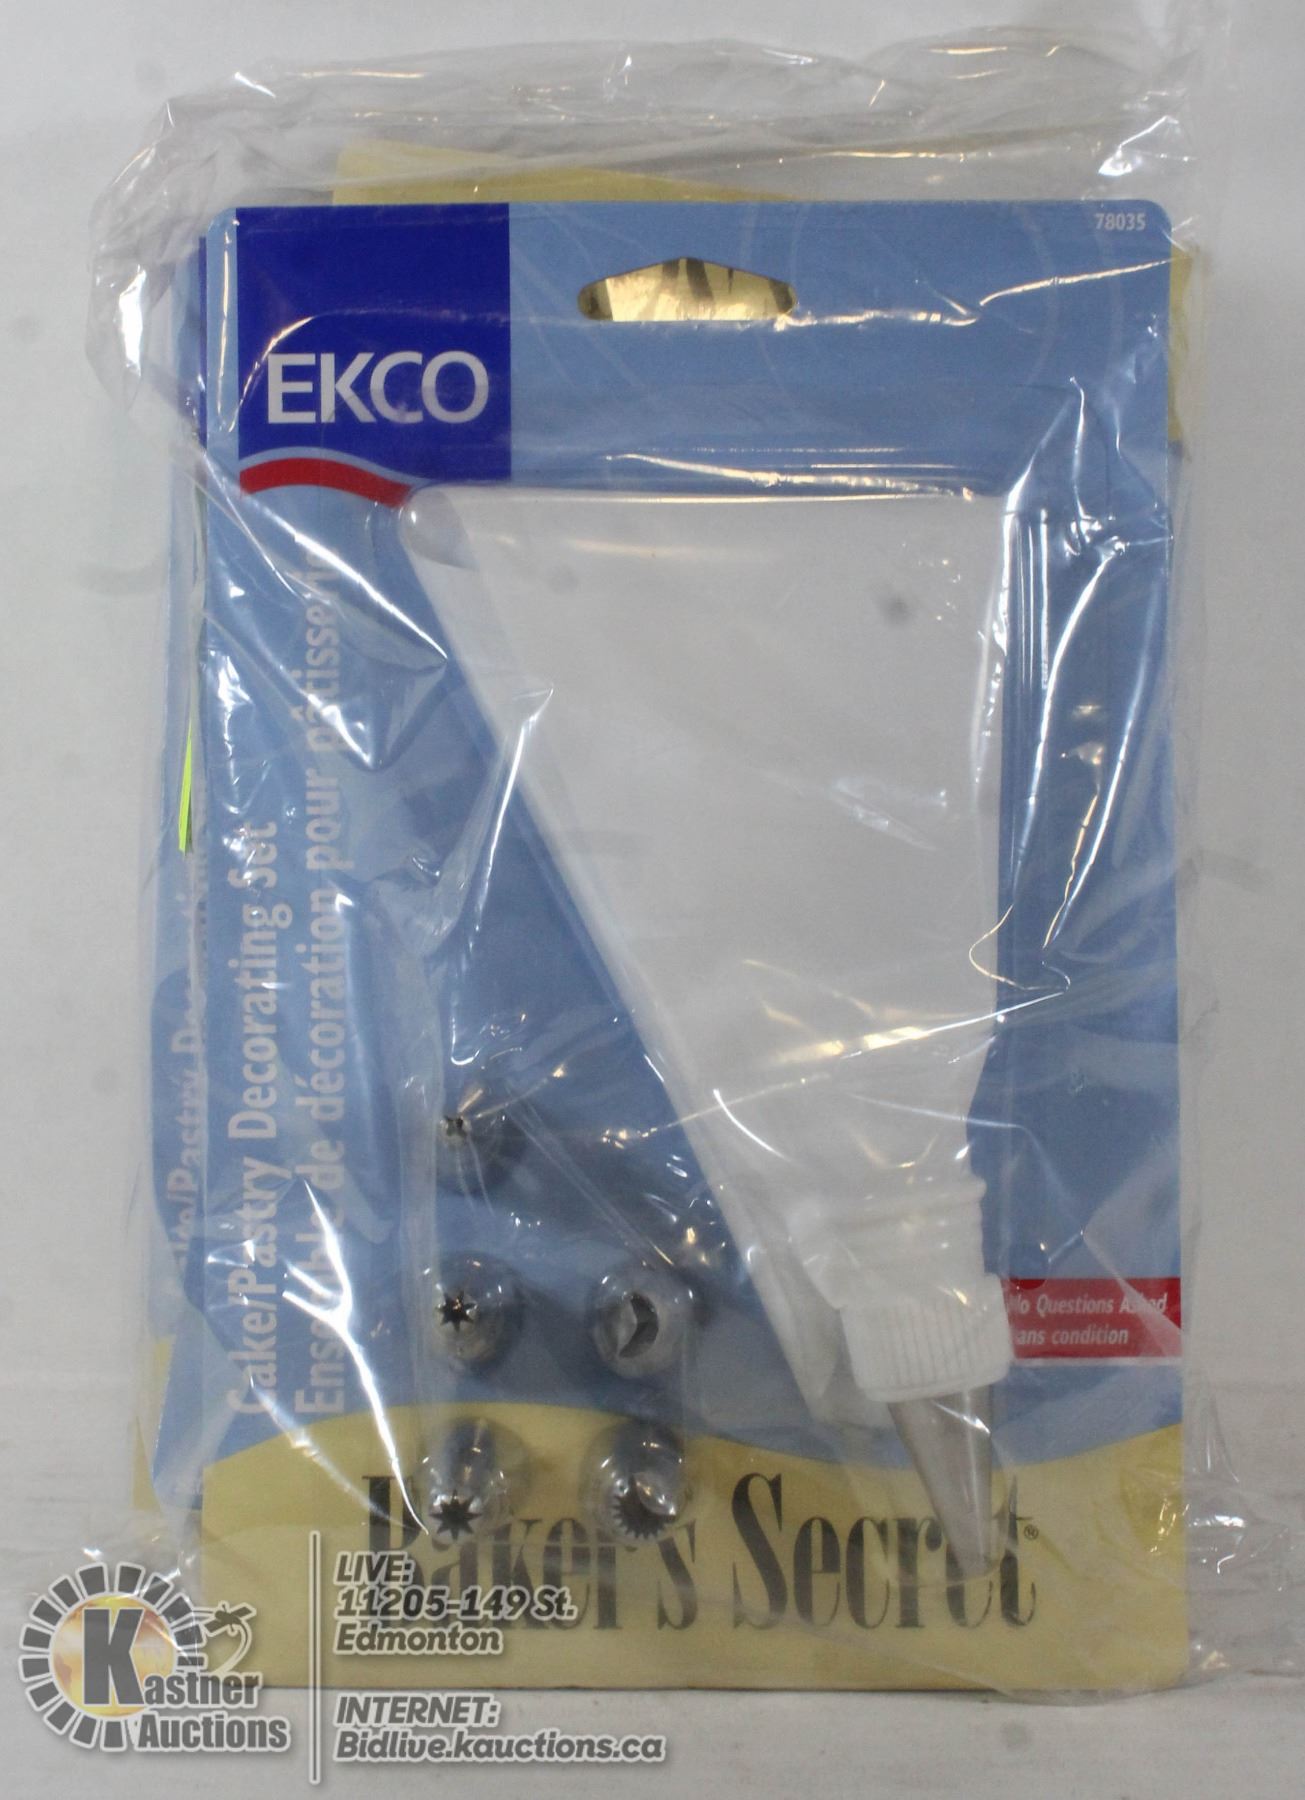 78035
EKCO
Cake/Pastry Decorating Set
Ensemble de décoration pour pâtisserie
No Questions Asked
ans condition
Baker's Secret®
LIVE:
11205-149 St.
Edmonton
INTERNET:
Bidlive.kauctions.ca
Kastner
Auctions